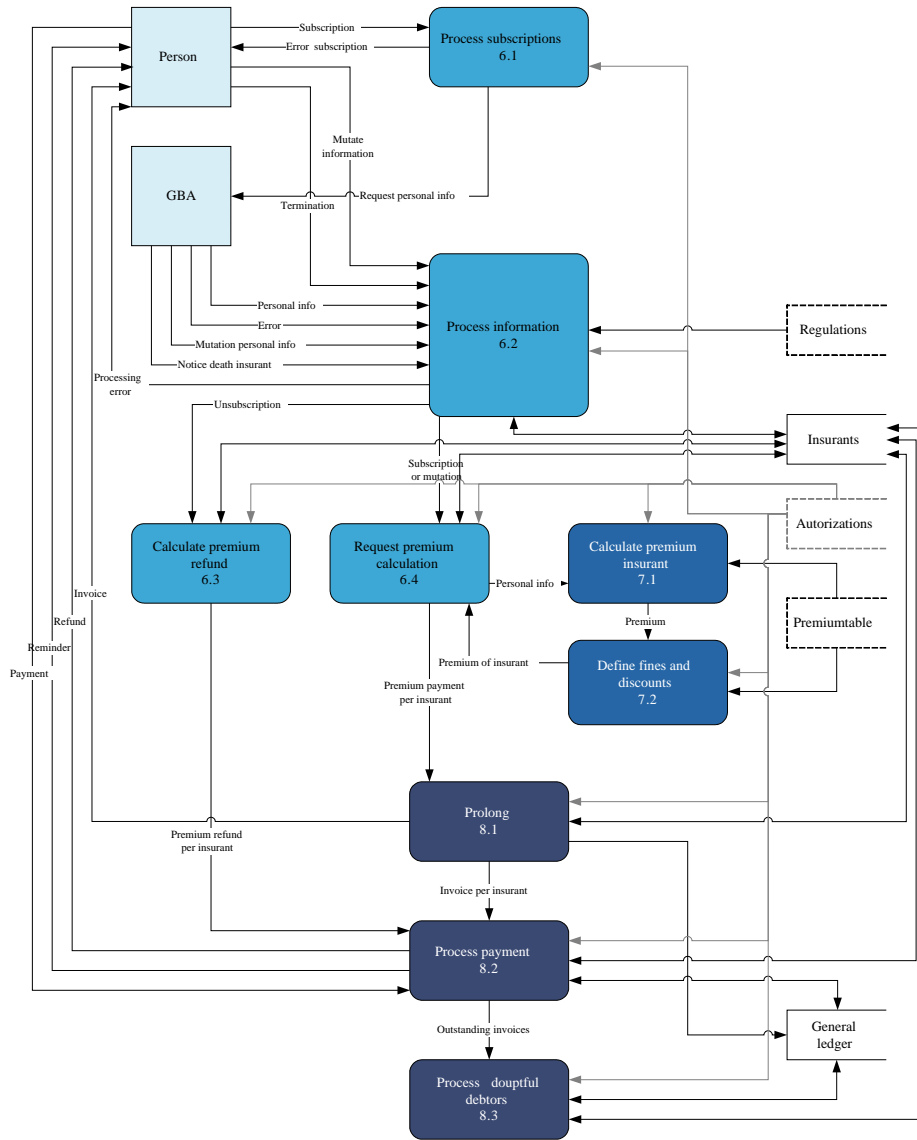 Subscription
Process subscriptions
6.1
Error subscription
Person
Mutate
information
GBA
Request personal info
Termination
Personal info
Process information
6.2
Regulations
Error
Mutation personal info
Notice death insurant
Processing
error
Unsubscription
Insurants
Subscription
or mutation
Autorizations
Calculate premium
refund
6.3
Request premium
calculation
6.4
Calculate premium
insurant
7.1
Personal info
Invoice
Refund
Reminder
Payment
Premium
Premiumtable
Premium of insurant
Define fines and
discounts
7.2
Premium payment
per insurant
Prolong
8.1
Premium refund
per insurant
Invoice per insurant
Process payment
8.2
Outstanding invoices
General
ledger
Process douptful
debtors
8.3